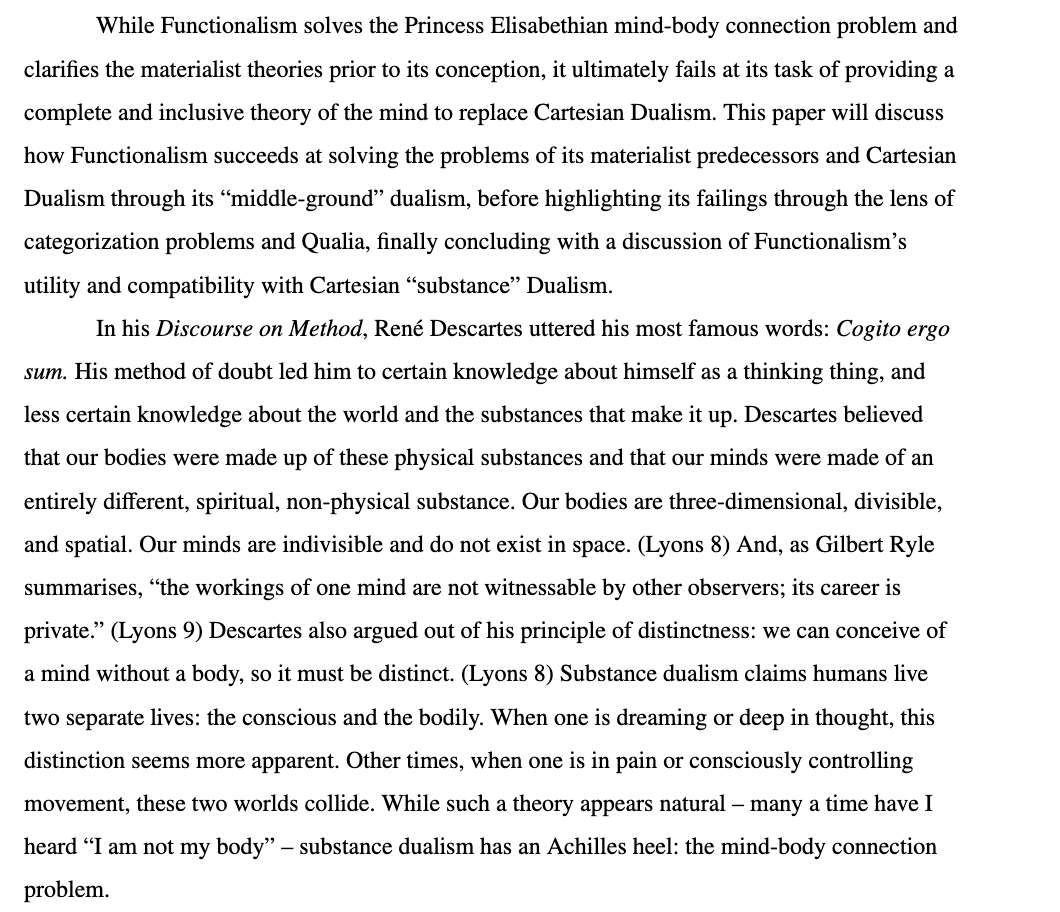 While Functionalism solves the Princess Elisabethian mind-body connection problem and
clarifies the materialist theories prior to its conception, it ultimately fails at its task of providing a
complete and inclusive theory of the mind to replace Cartesian Dualism. This paper will discuss
how Functionalism succeeds at solving the problems of its materialist predecessors and Cartesian
Dualism through its “middle-ground” dualism, before highlighting its failings through the lens of
categorization problems and Qualia, finally concluding with a discussion of Functionalism’s
utility and compatibility with Cartesian “substance” Dualism.
In his Discourse on Method, René Descartes uttered his most famous words: Cogito ergo
sum. His method of doubt led him to certain knowledge about himself as a thinking thing, and
less certain knowledge about the world and the substances that make it up. Descartes believed
that our bodies were made up of these physical substances and that our minds were made of an
entirely different, spiritual, non-physical substance. Our bodies are three-dimensional, divisible,
and spatial. Our minds are indivisible and do not exist in space. (Lyons 8) And, as Gilbert Ryle
summarises, “the workings of one mind are not witnessable by other observers; its career is
private.” (Lyons 9) Descartes also argued out of his principle of distinctness: we can conceive of
a mind without a body, so it must be distinct. (Lyons 8) Substance dualism claims humans live
two separate lives: the conscious and the bodily. When one is dreaming or deep in thought, this
distinction seems more apparent. Other times, when one is in pain or consciously controlling
movement, these two worlds collide. While such a theory appears natural – many a time have I
heard “I am not my body” – substance dualism has an Achilles heel: the mind-body connection
problem.